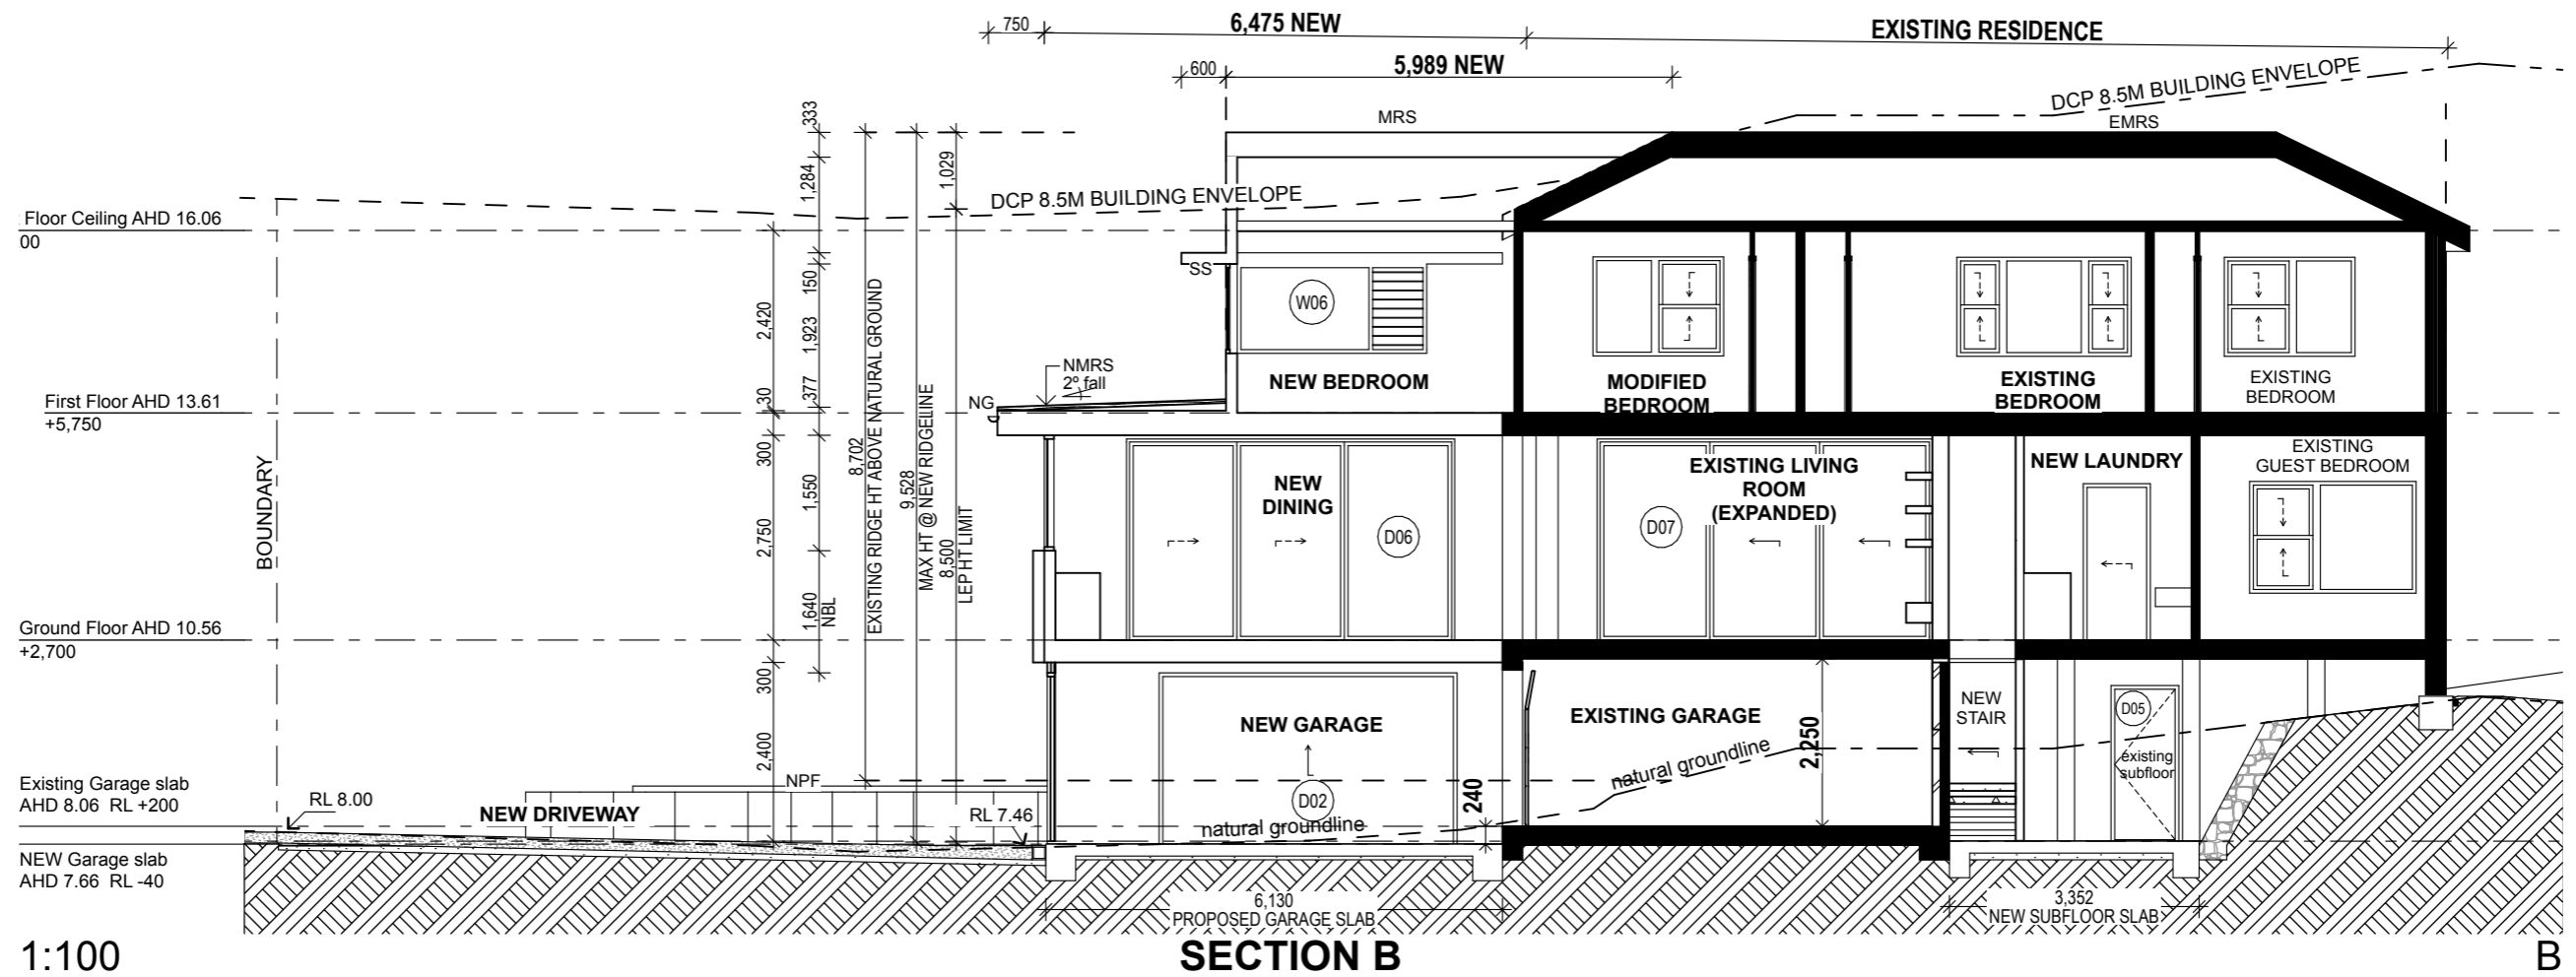 750
6,475 NEW
EXISTING RESIDENCE
600
5,989 NEW
DCP 8.5M BUILDING ENVELOPE
333
MRS
EMRS
1,284
1,029
DCP 8.5M BUILDING ENVELOPE
Floor Ceiling AHD 16.06
00
SS
W06
2,420
150
1,923
377
30
NMRS
2º fall
NG
NEW BEDROOM
MODIFIED
BEDROOM
EXISTING
BEDROOM
EXISTING
BEDROOM
First Floor AHD 13.61
+5,750
BOUNDARY
300
1,550
2,750
1,640
NBL
8,702
EXISTING RIDGE HT ABOVE NATURAL GROUND
9,528
MAX HT @ NEW RIDGELINE
8,500
LEP HT LIMIT
NEW
DINING
D06
D07
EXISTING LIVING
ROOM
(EXPANDED)
NEW LAUNDRY
EXISTING
GUEST BEDROOM
Ground Floor AHD 10.56
+2,700
300
2,400
NEW GARAGE
EXISTING GARAGE
2,250
NEW
STAIR
D05
existing
subfloor
natural groundline
Existing Garage slab
AHD 8.06 RL +200
RL 8.00
NEW DRIVEWAY
NPF
RL 7.46
D02
240
natural groundline
NEW Garage slab
AHD 7.66 RL -40
6,130
PROPOSED GARAGE SLAB
3,352
NEW SUBFLOOR SLAB
1:100
SECTION B
B